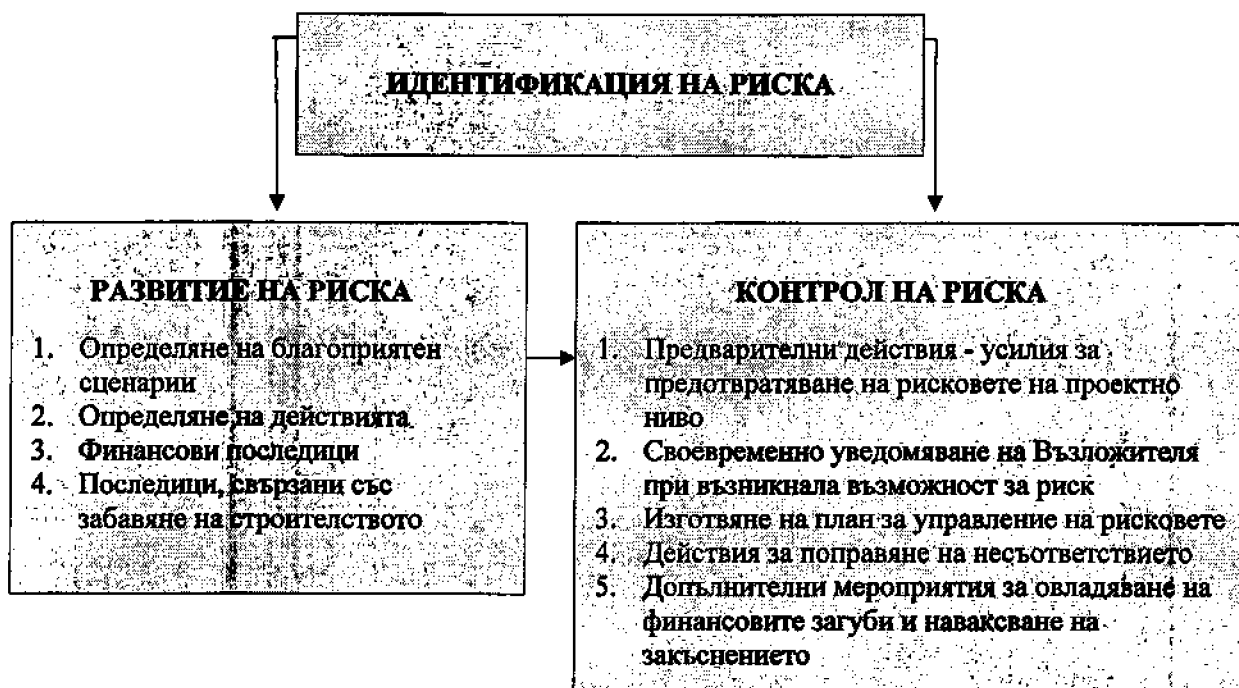 ИДЕНТИФИКАЦИЯ НА РИСКА
РАЗВИТИЕ НА РИСКА
1. Определяне на благоприятен
сценарии
2. Определяне на действията
3. Финансови последици
4. Последици, свързани със
забавяне на строителството
КОНТРОЛ НА РИСКА
1. Предварителни действия - усилия за
предотвратяване на рисковете на проектно
ниво
2. Своевременно уведомяване на Възложителя
при възникнала възможност за риск
3. Изготвяне на план за управление на рисковете
4. Действия за поправяне на несъответствието
5. Допълнителни мероприятия за овладяване на
финансовите загуби и наваксване на
закъснението